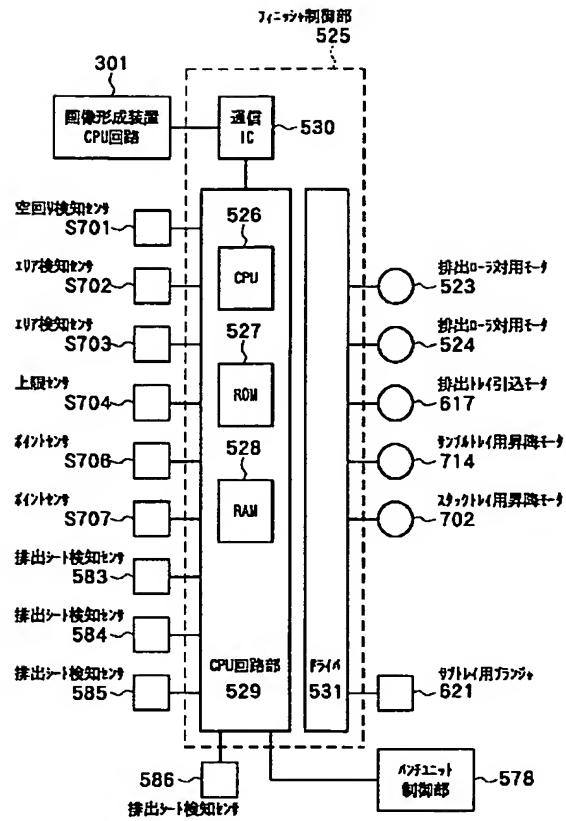 フィニッシャ制御部
525
301
画像形成装置
CPU回路
通信
IC
530
空回り検知センサ
S701
エリア検知センサ
S702
エリア検知センサ
S703
上限センサ
S704
ポイントセンサ
S706
ポイントセンサ
S707
排出シート検知センサ
583
排出シート検知センサ
584
排出シート検知センサ
585
526
CPU
527
ROM
528
RAM
CPU回路部
529
ドライバ
531
排出ローラ対用モータ
523
排出ローラ対用モータ
524
排出トレイ引込モータ
617
サンプルトレイ用昇降モータ
714
スタックトレイ用昇降モータ
702
サブトレイ用プランジャ
621
586
排出シート検知センサ
パンチユニット
制御部
578